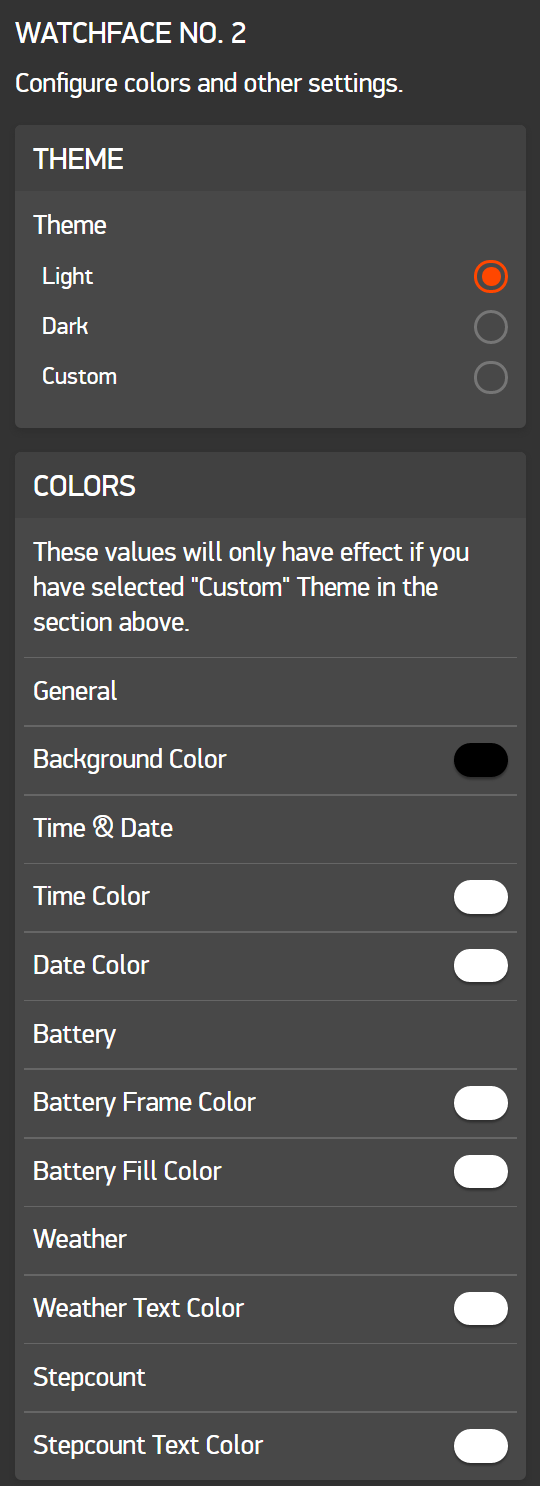 WATCHFACE NO. 2
Configure colors and other settings.
THEME
Theme
Light
Dark
Custom
COLORS
These values will only have effect if you
have selected "Custom" Theme in the
section above.
General
Background Color
Time & Date
Time Color
Date Color
Battery
Battery Frame Color
Battery Fill Color
Weather
Weather Text Color
Stepcount
Stepcount Text Color